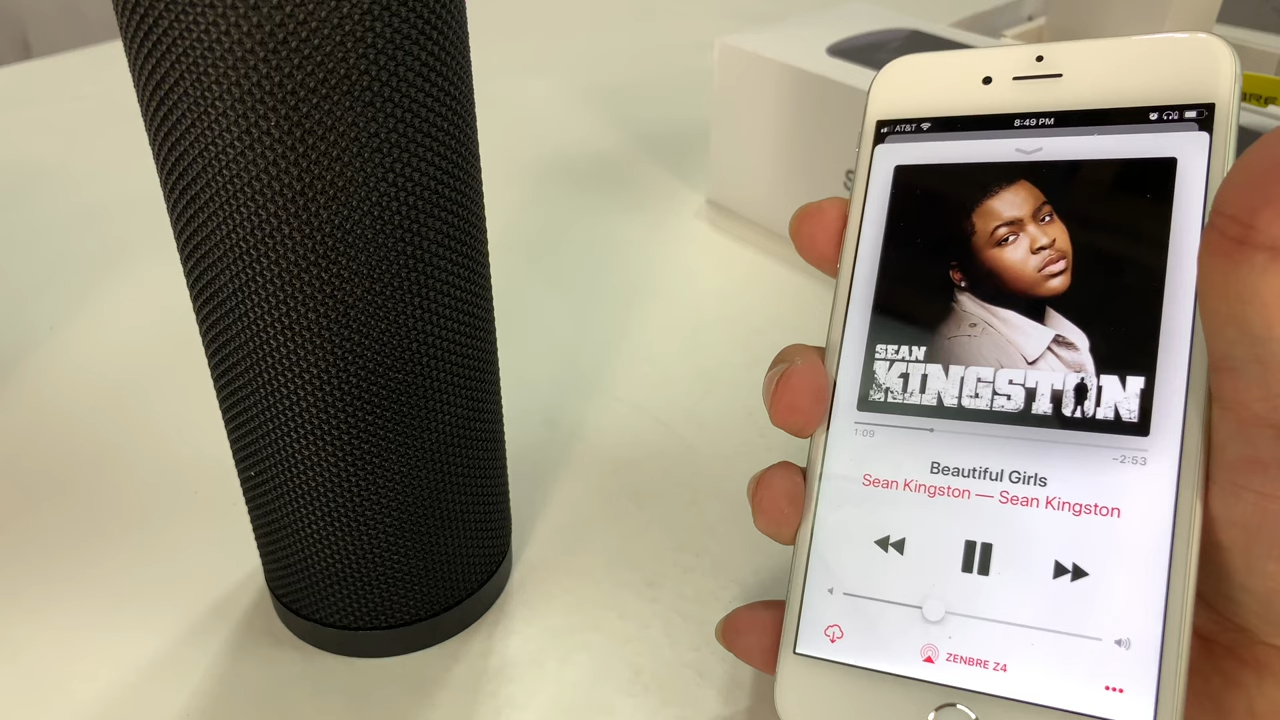 AT&T
8:49 PM
SEAN
KINGSTON
1:09
-2:53
Beautiful Girls
Sean Kingston — Sean Kingston
ZENBRE Z4